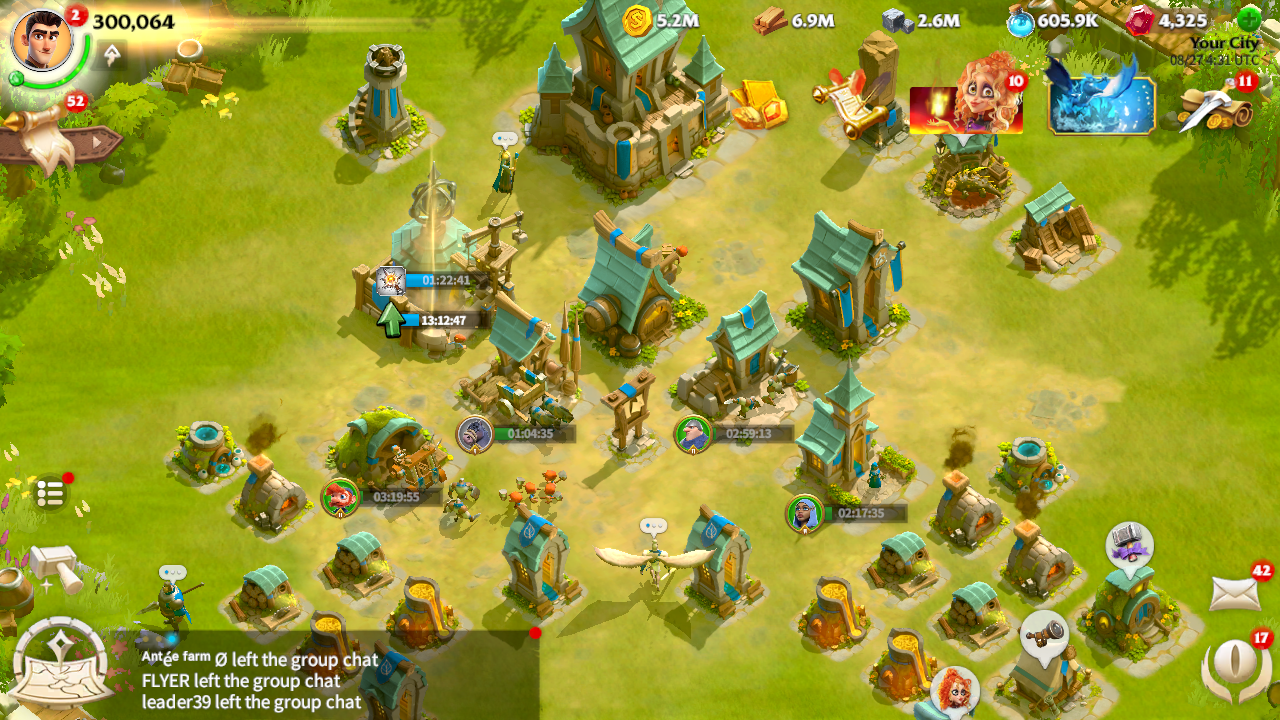 2
300,064
5.2M
6.9M
2.6M
605.9K
4,325
Your City
08/27 4:31 UTC
52
10
11
01:22:41
13:12:47
01:04:35
02:59:13
03:19:55
02:17:35
42
17
Antée farm Ø left the group chat
FLYER left the group chat
leader39 left the group chat